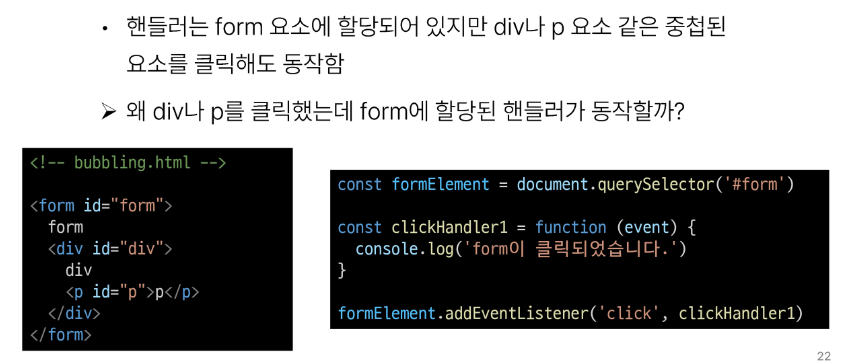 • 핸들러는 form 요소에 할당되어 있지만 div나 p 요소 같은 중첩된
요소를 클릭해도 동작함
➢ 왜 div나 p를 클릭했는데 form에 할당된 핸들러가 동작할까?
<!-- bubbling.html -->
<form id="form">
  form
  <div id="div">
    div
    <p id="p">p</p>
  </div>
</form>
const formElement = document.querySelector('#form')
const clickHandler1 = function (event) {
  console.log('form이 클릭되었습니다.')
}
formElement.addEventListener('click', clickHandler1)
22